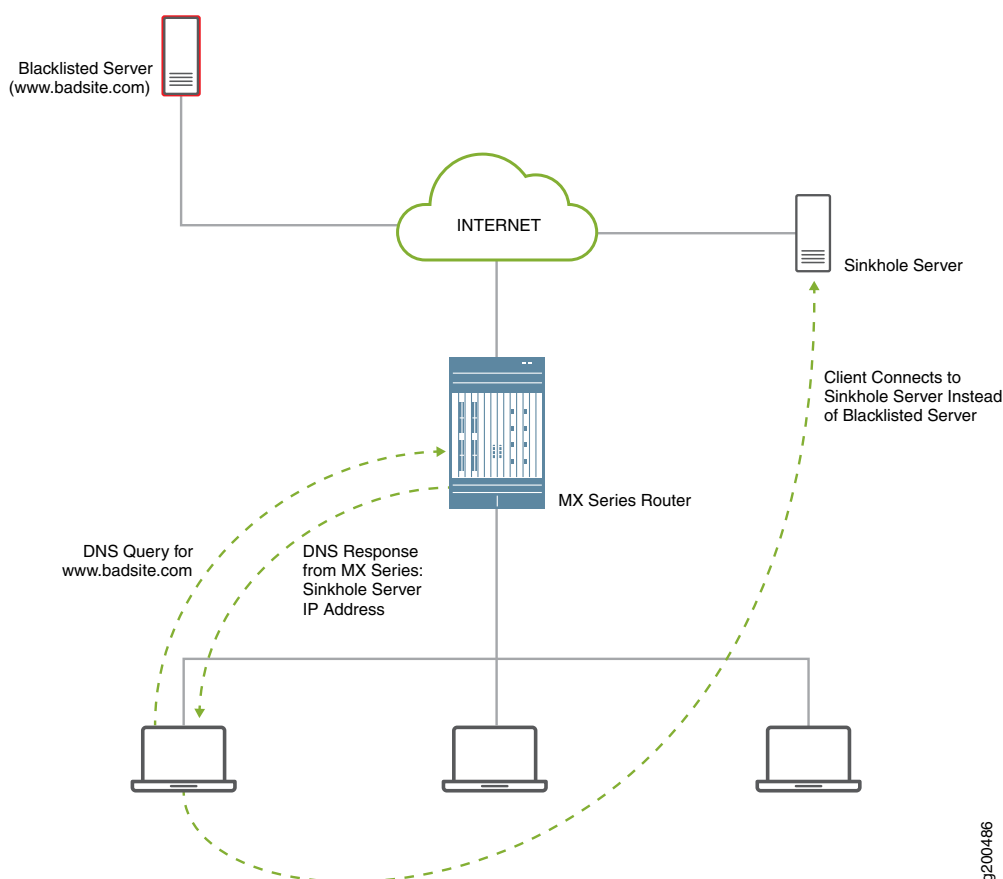 Blacklisted Server
(www.badsite.com)
INTERNET
Sinkhole Server
Client Connects to
Sinkhole Server Instead
of Blacklisted Server
MX Series Router
DNS Query for
www.badsite.com
DNS Response
from MX Series:
Sinkhole Server
IP Address
g200486